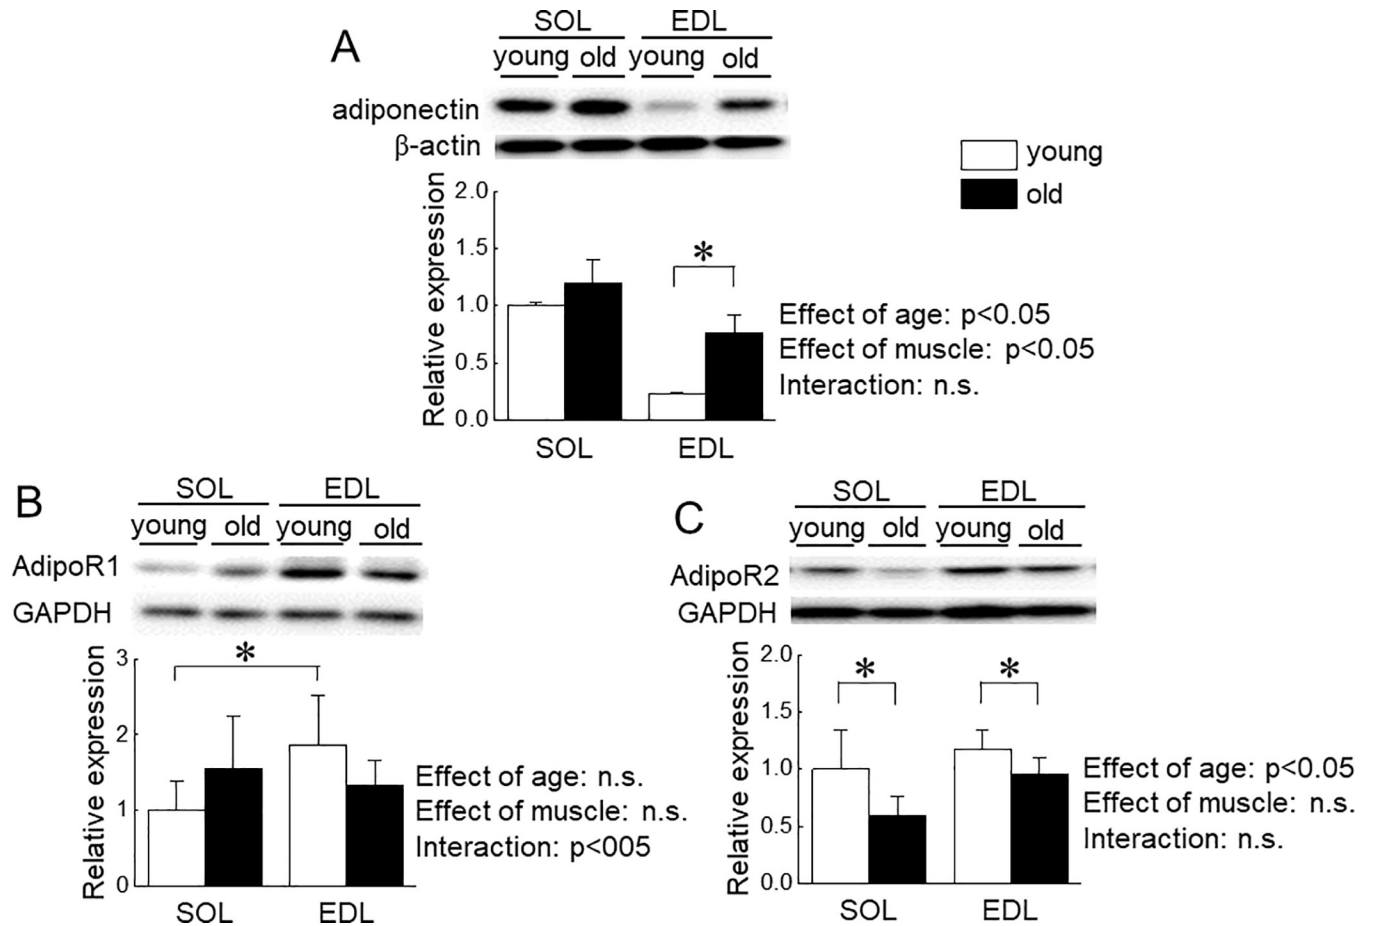 A
SOL EDL
young old young old
adiponectin
β-actin
young
old
Relative expression
2.0
1.5
1.0
0.5
0.0
*
SOL EDL
Effect of age: p<0.05
Effect of muscle: p<0.05
Interaction: n.s.
B
SOL EDL
young old young old
AdipoR1
GAPDH
Relative expression
3
2
1
0
*
SOL EDL
Effect of age: n.s.
Effect of muscle: n.s.
Interaction: p<005
C
SOL EDL
young old young old
AdipoR2
GAPDH
Relative expression
2.0
1.5
1.0
0.5
0.0
* *
SOL EDL
Effect of age: p<0.05
Effect of muscle: n.s.
Interaction: n.s.